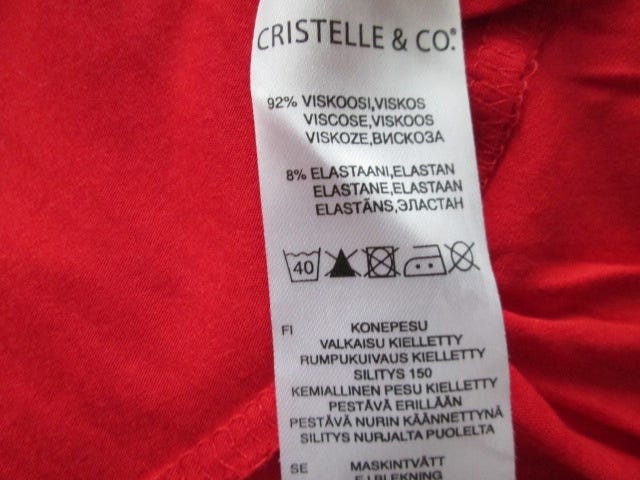 CRISTELLE & CO.®
92% VISKOOSI,VISKOS
VISCOSE,VISKOOS
VISKOZE,ВИСКОЗА
8% ELASTAANI,ELASTAN
ELASTANE,ELASTAAN
ELASTĀNS,ЭЛАСТАН
40
FI KONEPESU
VALKAISU KIELLETTY
RUMPUKUIVAUS KIELLETTY
SILITYS 150
KEMIALLINEN PESU KIELLETTY
PESTÄVÄ ERILLÄÄN
PESTÄVÄ NURIN KÄÄNNETTYNÄ
SILITYS NURJALTA PUOLELTA
SE MASKINTVÄTT
EJ BLEKNING